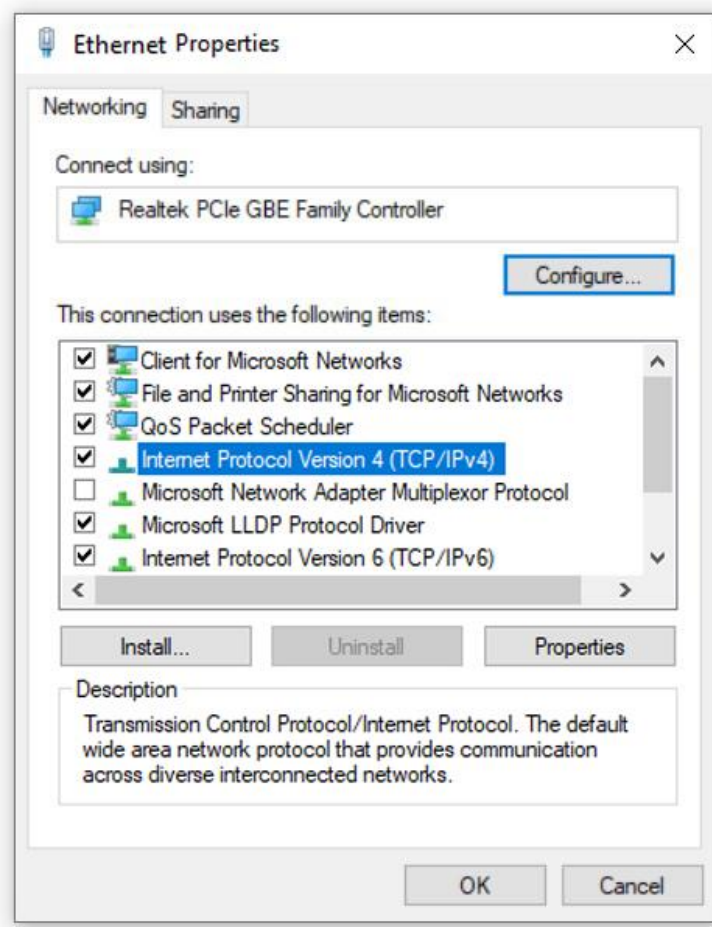 Ethernet Properties
Networking
Sharing
Connect using:
Realtek PCIe GBE Family Controller
Configure...
This connection uses the following items:
Client for Microsoft Networks
File and Printer Sharing for Microsoft Networks
QoS Packet Scheduler
Internet Protocol Version 4 (TCP/IPv4)
Microsoft Network Adapter Multiplexor Protocol
Microsoft LLDP Protocol Driver
Internet Protocol Version 6 (TCP/IPv6)
Install...
Uninstall
Properties
Description
Transmission Control Protocol/Internet Protocol. The default
wide area network protocol that provides communication
across diverse interconnected networks.
OK
Cancel